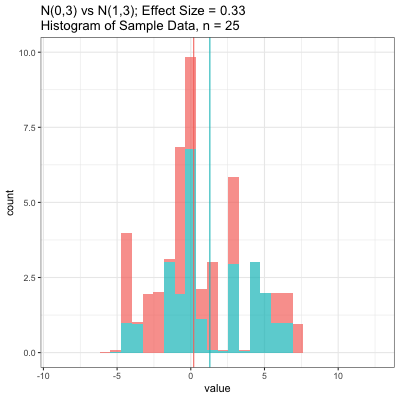 N(0,3) vs N(1,3); Effect Size = 0.33
Histogram of Sample Data, n = 25
10.0
7.5
5.0
2.5
0.0
count
-10 -5 0 5 10
value